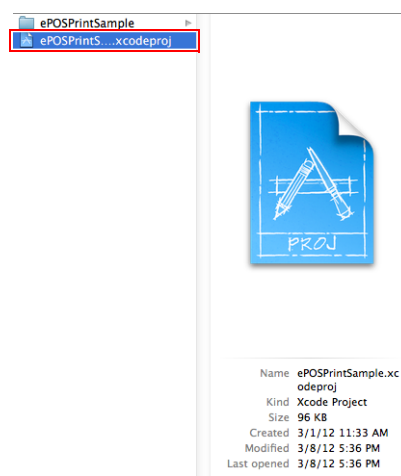 ePOSPrintSample
ePOSPrintS....xcodeproj
PROJ
Name ePOSPrintSample.xc
odeproj
Kind Xcode Project
Size 96 KB
Created 3/1/12 11:33 AM
Modified 3/8/12 5:36 PM
Last opened 3/8/12 5:36 PM